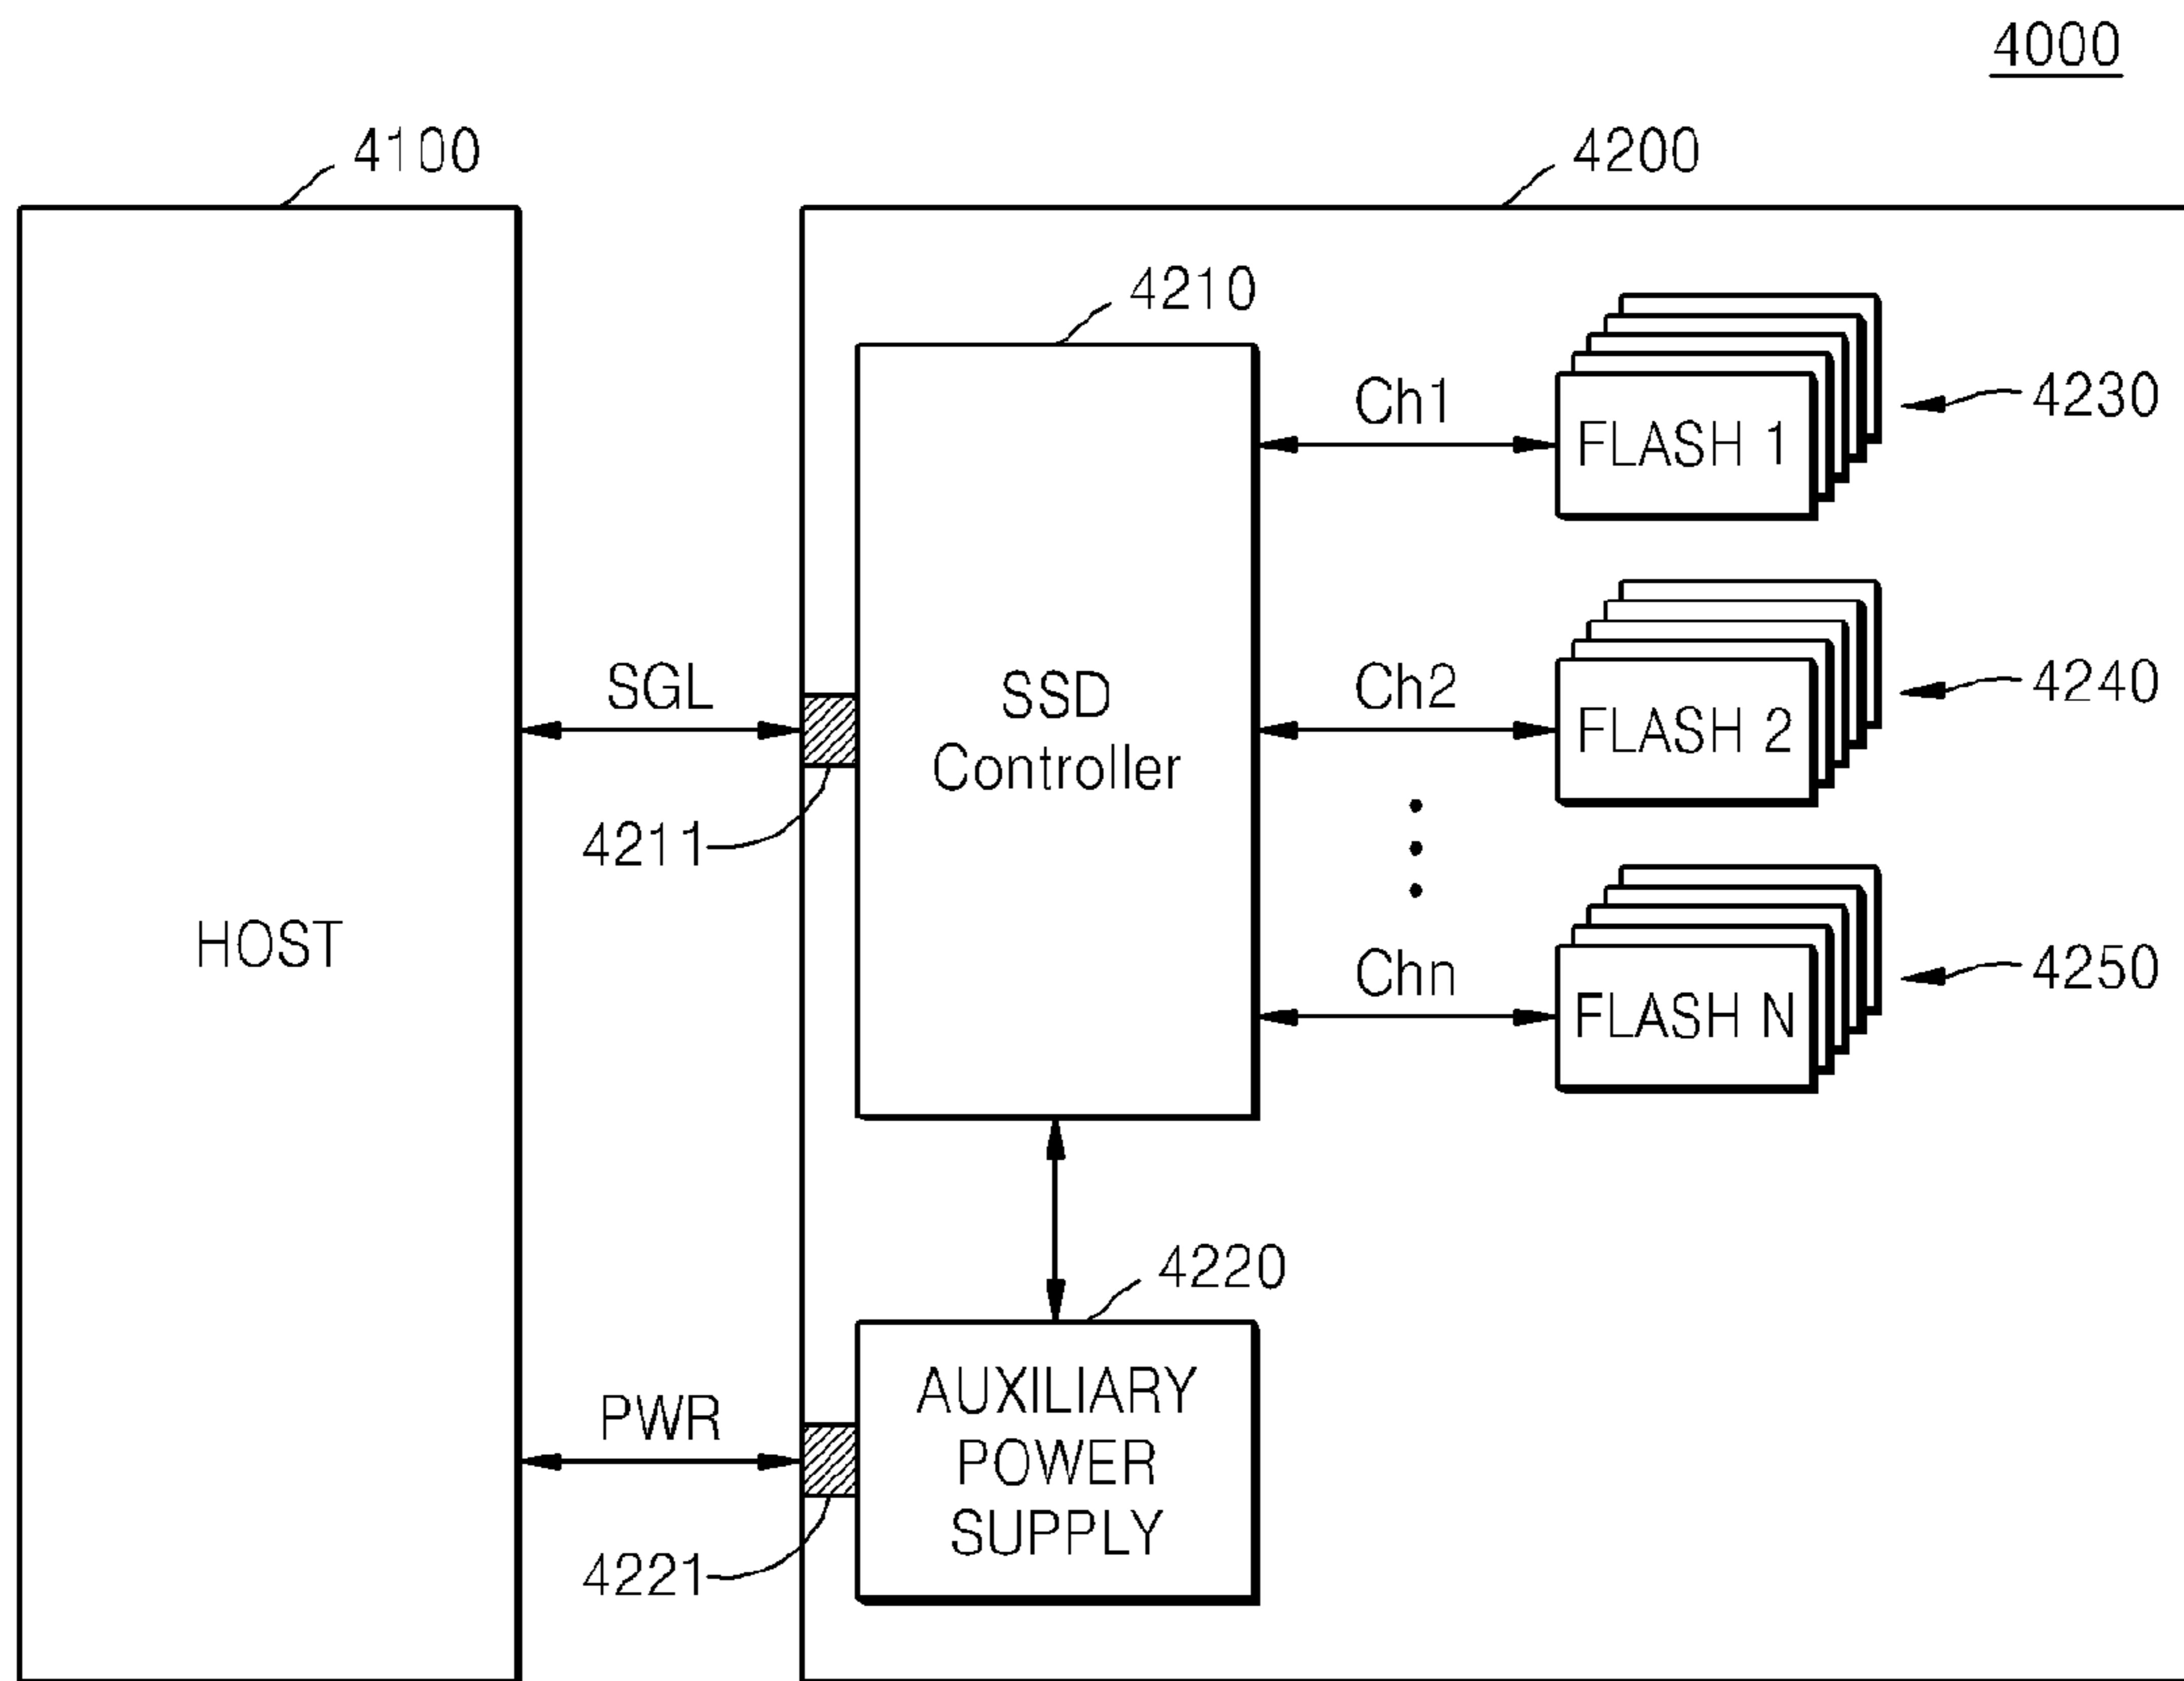 4000
4100
4200
4210
Ch1
FLASH 1
4230
SGL
SSD
Controller
Ch2
FLASH 2
4240
4211
HOST
Chn
FLASH N
4250
4220
PWR
AUXILIARY
POWER
SUPPLY
4221